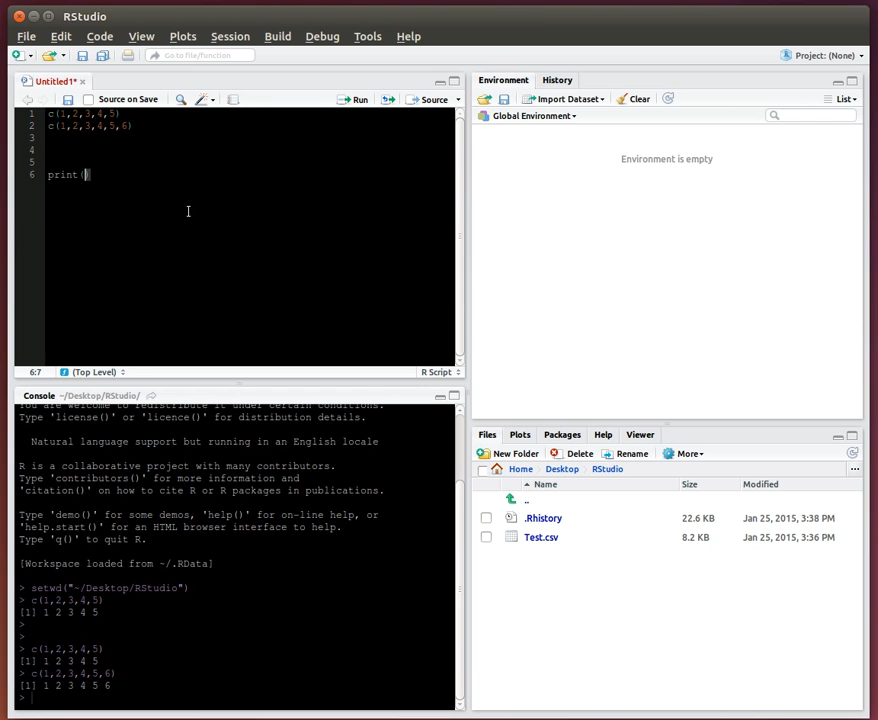 RStudio
File Edit Code View Plots Session Build Debug Tools Help
Go to file/function Project: (None)
Untitled1*
Source on Save Run Source
1 c(1,2,3,4,5)
2 c(1,2,3,4,5,6)
3
4
5
6 print()
6:7 (Top Level) R Script
Console ~/Desktop/RStudio/
You are welcome to redistribute it under certain conditions.
Type 'license()' or 'licence()' for distribution details.
Natural language support but running in an English locale
R is a collaborative project with many contributors.
Type 'contributors()' for more information and
'citation()' on how to cite R or R packages in publications.
Type 'demo()' for some demos, 'help()' for on-line help, or
'help.start()' for an HTML browser interface to help.
Type 'q()' to quit R.
[Workspace loaded from ~/.RData]
> setwd("~/Desktop/RStudio")
> c(1,2,3,4,5)
[1] 1 2 3 4 5
>
>
> c(1,2,3,4,5)
[1] 1 2 3 4 5
> c(1,2,3,4,5,6)
[1] 1 2 3 4 5 6
>
Environment History
Import Dataset Clear List
Global Environment
Environment is empty
Files Plots Packages Help Viewer
New Folder Delete Rename More
Home Desktop RStudio ...
Name Size Modified
..
.Rhistory 22.6 KB Jan 25, 2015, 3:38 PM
Test.csv 8.2 KB Jan 25, 2015, 3:36 PM